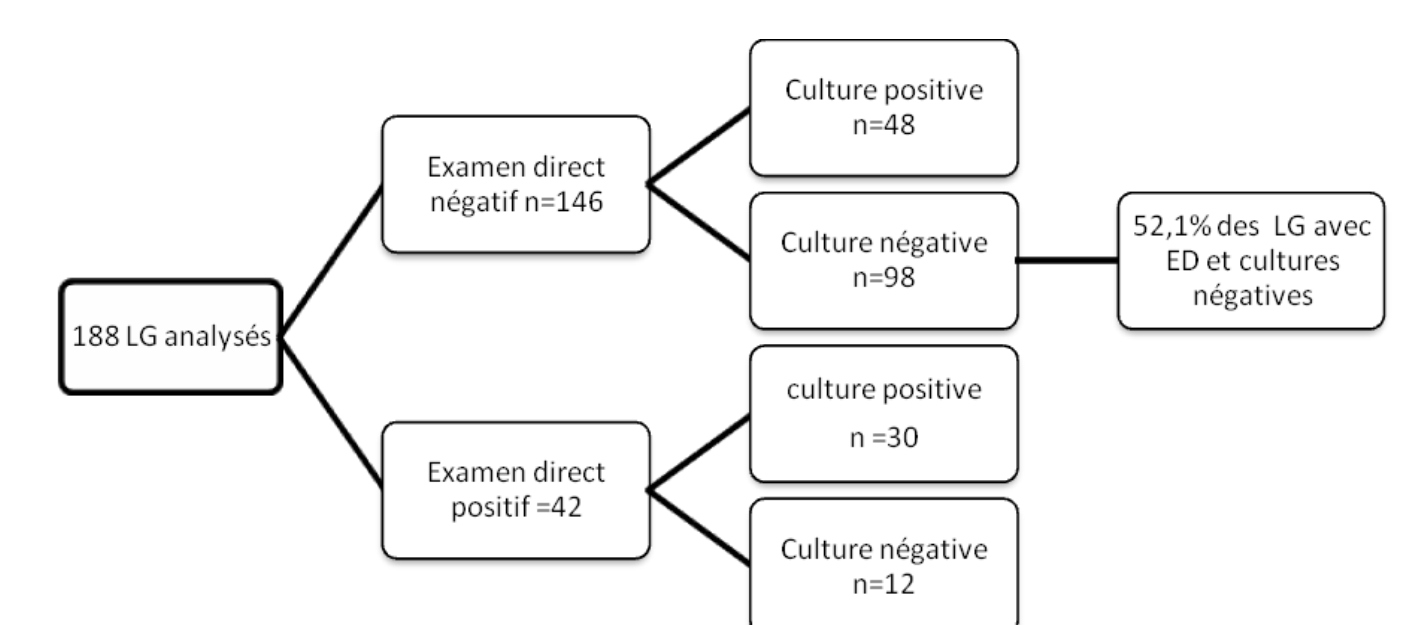 188 LG analysés
Examen direct
négatif n=146
Examen direct
positif =42
Culture positive
n=48
Culture négative
n=98
culture positive
n =30
Culture négative
n=12
52,1% des  LG avec
ED et cultures
négatives